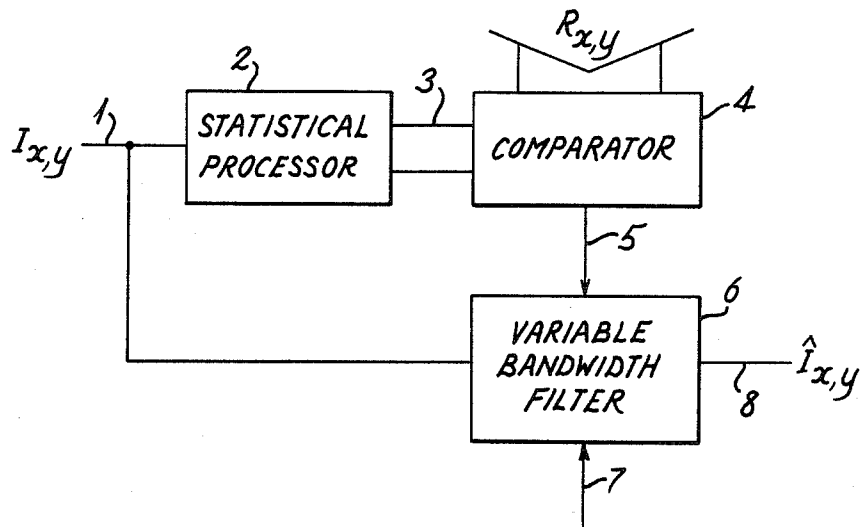 R_{x,y}
2
3
4
1
I_{x,y}
STATISTICAL
PROCESSOR
COMPARATOR
5
6
VARIABLE
BANDWIDTH
FILTER
Î_{x,y}
8
7